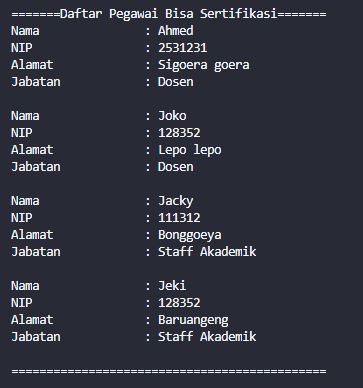 =======Daftar Pegawai Bisa Sertifikasi=======
Nama : Ahmed
NIP : 2531231
Alamat : Sigoera goera
Jabatan : Dosen
Nama : Joko
NIP : 128352
Alamat : Lepo lepo
Jabatan : Dosen
Nama : Jacky
NIP : 111312
Alamat : Bonggoeya
Jabatan : Staff Akademik
Nama : Jeki
NIP : 128352
Alamat : Baruangeng
Jabatan : Staff Akademik
=============================================